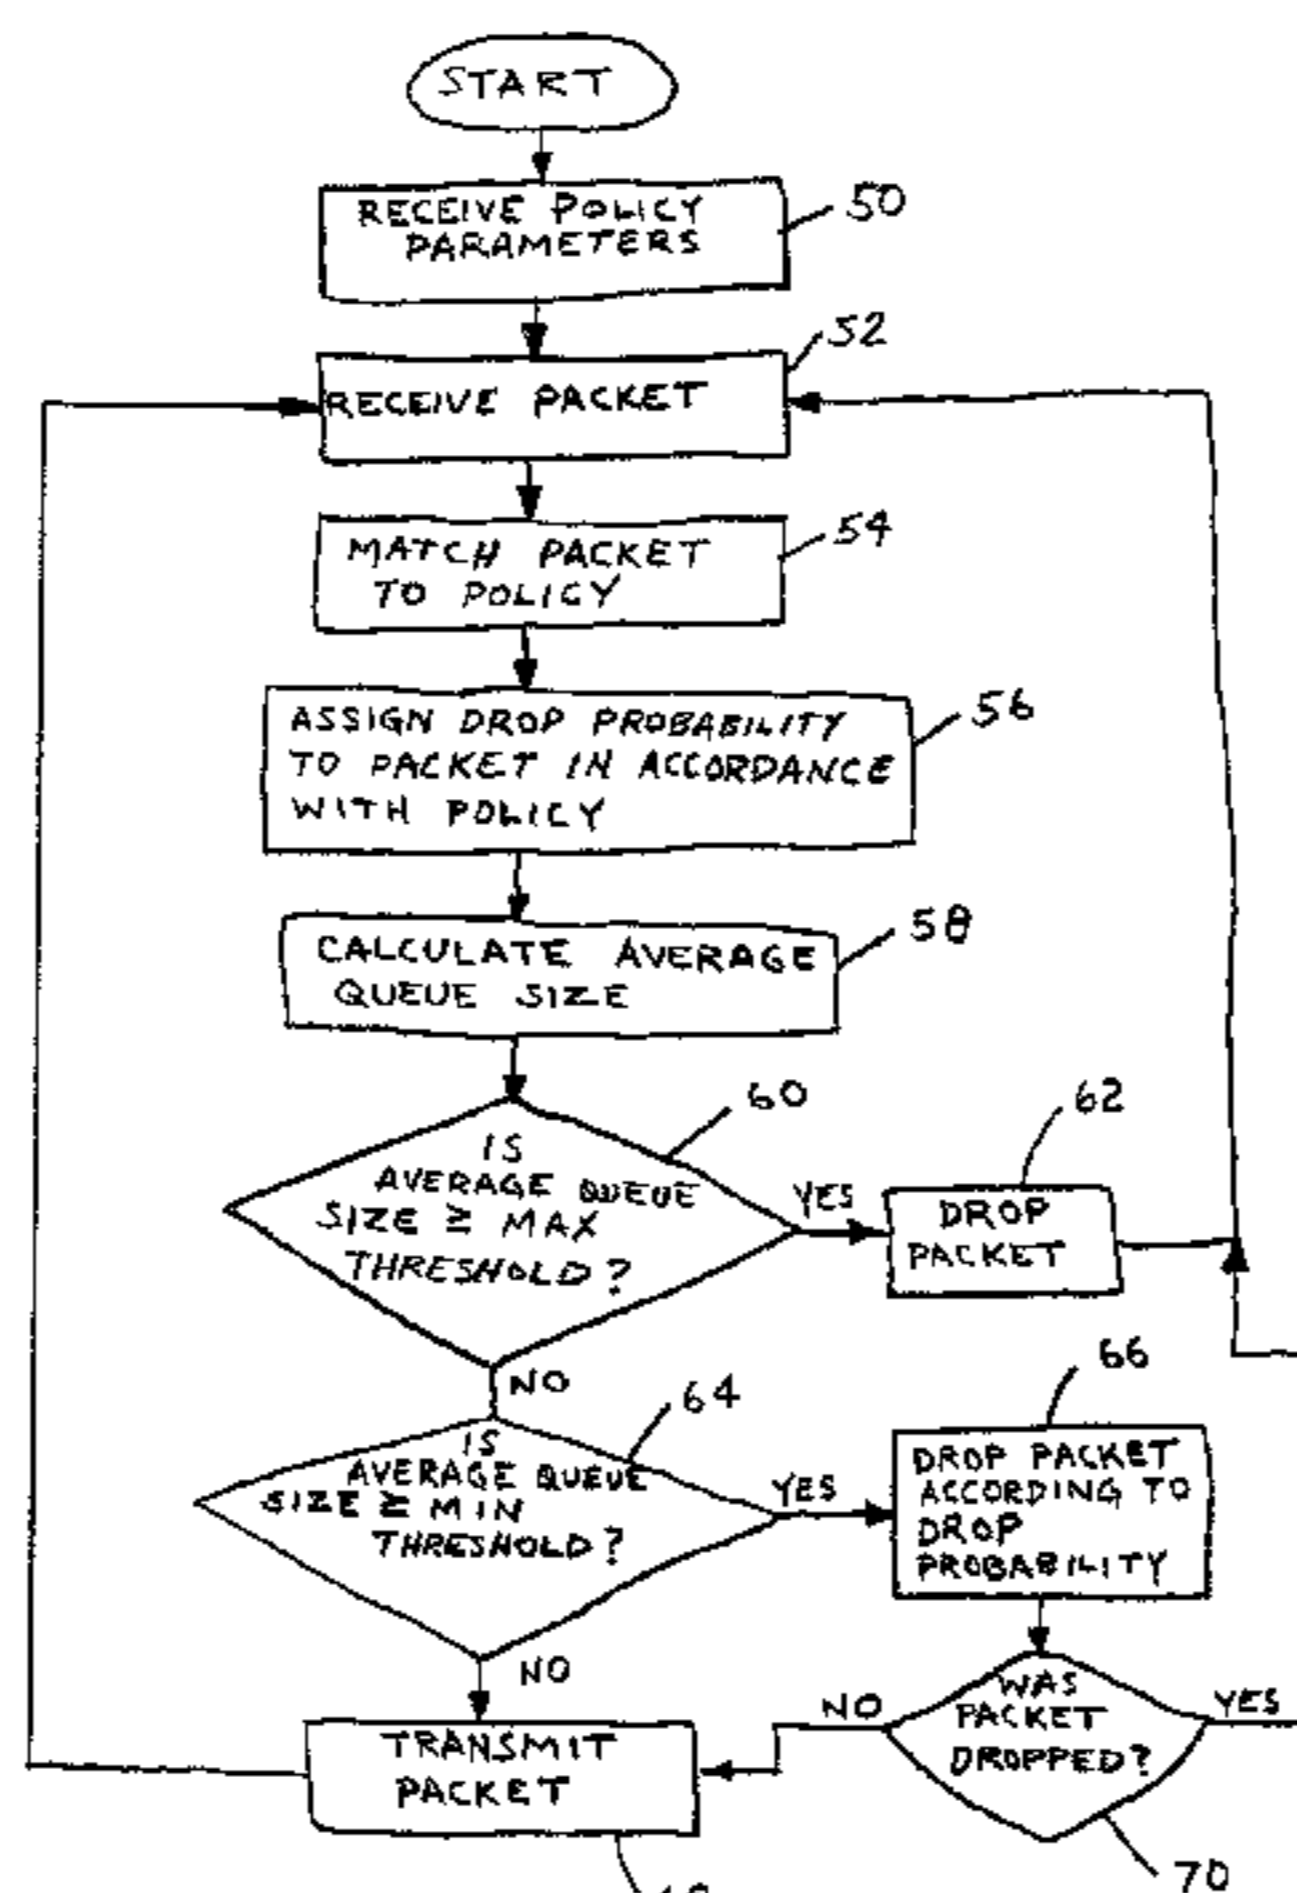 START
RECEIVE POLICY
PARAMETERS
50
RECEIVE PACKET
52
MATCH PACKET
TO POLICY
54
ASSIGN DROP PROBABILITY
TO PACKET IN ACCORDANCE
WITH POLICY
56
CALCULATE AVERAGE
QUEUE SIZE
58
IS
AVERAGE QUEUE
SIZE ≥ MAX
THRESHOLD?
60
YES
DROP
PACKET
62
NO
IS
AVERAGE QUEUE
SIZE ≥ MIN
THRESHOLD?
64
YES
DROP PACKET
ACCORDING TO
DROP
PROBABILITY
66
NO
WAS
PACKET
DROPPED?
70
NO
YES
TRANSMIT
PACKET